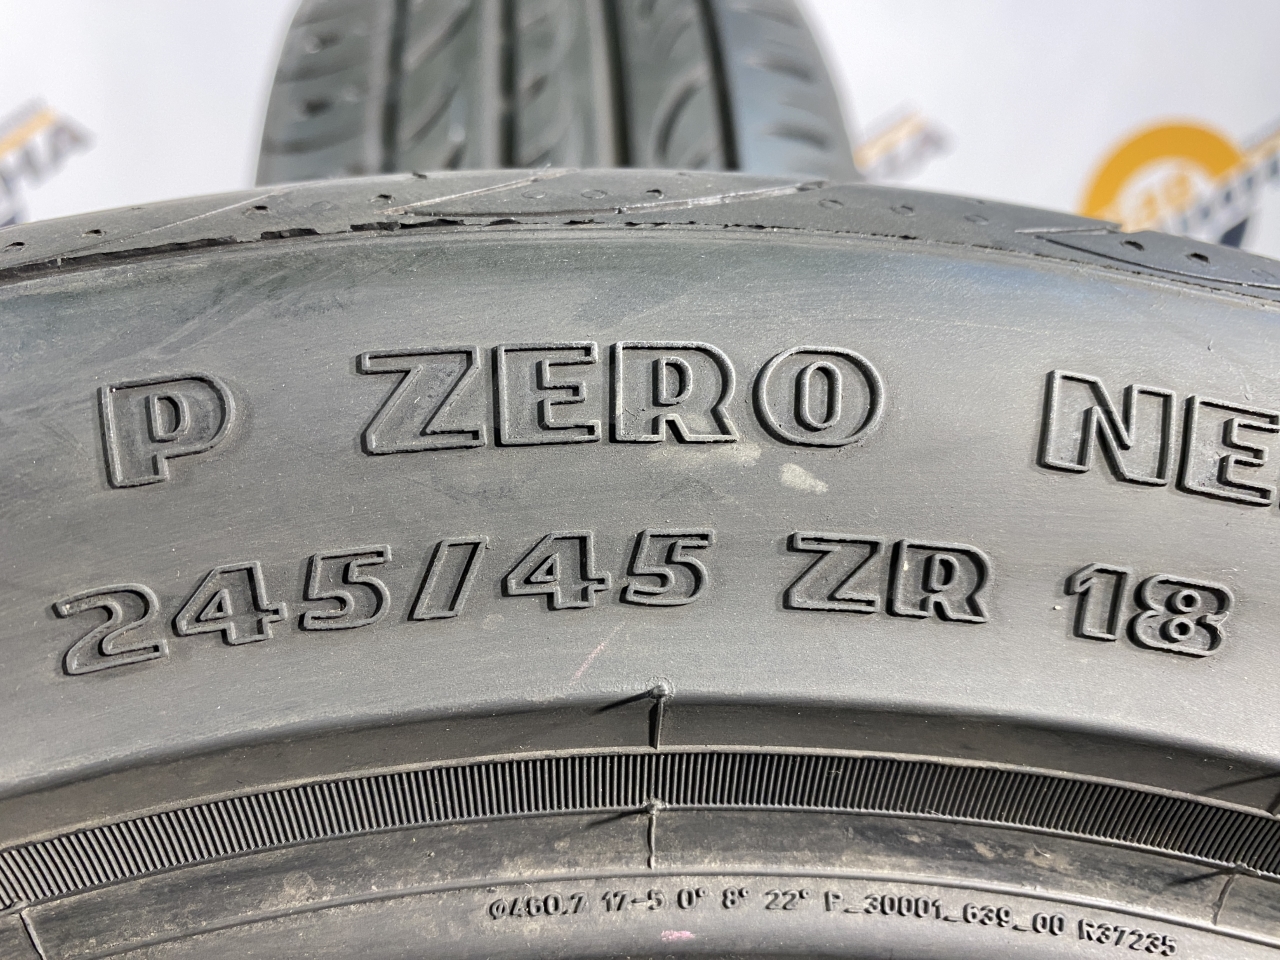 P ZERO NE
245/45 ZR 18
φ460.7 17-5 0° 8° 22° P_30001_639_00 R37235